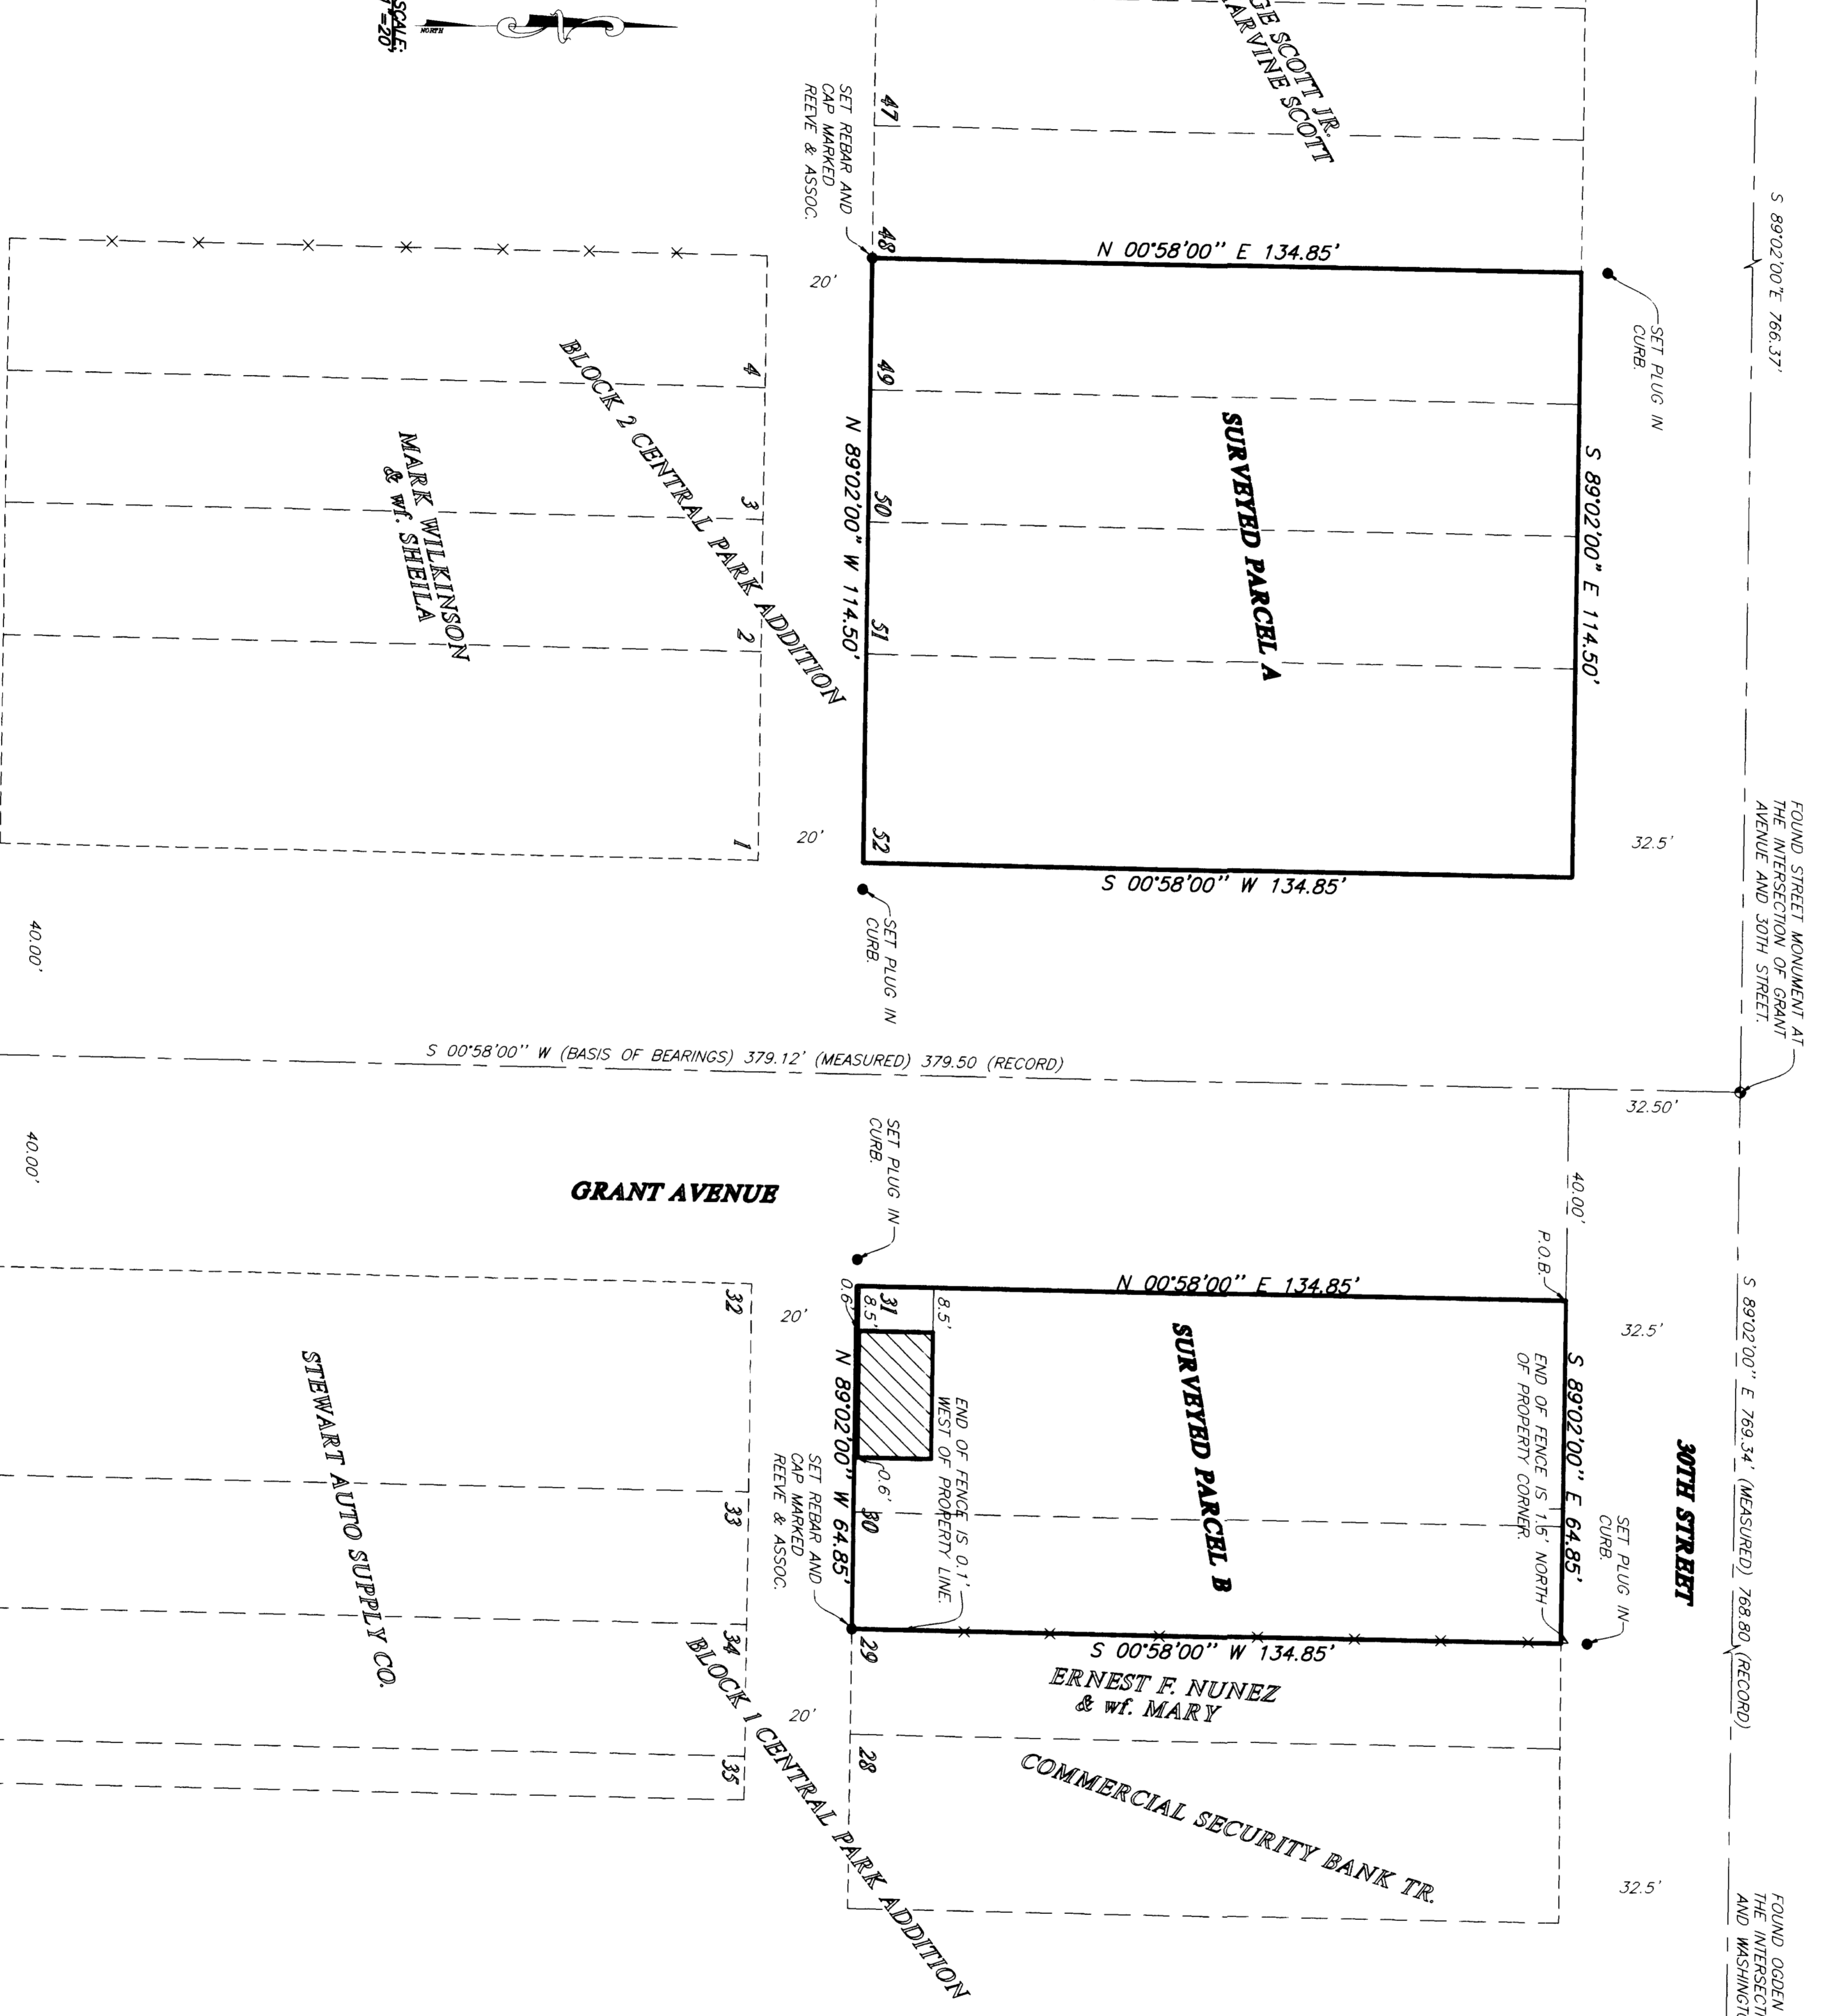 SCALE:
NORTH
GE SCOTT JR.
ARVINE SCOTT
47
SET REBAR AND
CAP MARKED
REEVE & ASSOC.
48
N 00°58'00" E 134.85'
SET PLUG IN
CURB.
S 89°02'00"E 766.37'
20'
BLOCK 2 CENTRAL PARK ADDITION
4
3
2
1
MARK WILKINSON
& wf. SHEILA
49
50
51
52
N 89°02'00" W 114.50'
SURVEYED PARCEL A
S 89°02'00" E 114.50'
20'
32.5'
S 00°58'00" W 134.85'
SET PLUG IN
CURB.
FOUND STREET MONUMENT AT
THE INTERSECTION OF GRANT
AVENUE AND 30TH STREET.
40.00'
S 00°58'00" W (BASIS OF BEARINGS) 379.12' (MEASURED) 379.50 (RECORD)
32.50'
40.00'
40.00'
GRANT AVENUE
SET PLUG IN
CURB.
P.O.B.
N 00°58'00" E 134.85'
32
20'
0.6'
8.5'
31
8.5'
32.5'
S 89°02'00" E 769.34' (MEASURED) 768.80 (RECORD)
STEWART AUTO SUPPLY CO.
N 89°02'00" W 64.85'
SURVEYED PARCEL B
S 89°02'00" E 64.85'
END OF FENCE IS 1.5' NORTH
OF PROPERTY CORNER.
END OF FENCE IS 0.1'
WEST OF PROPERTY LINE.
30TH STREET
0.6'
30
33
SET REBAR AND
CAP MARKED
REEVE & ASSOC.
SET PLUG IN
CURB.
34
29
S 00°58'00" W 134.85'
ERNEST F. NUNEZ
& wf. MARY
BLOCK 1 CENTRAL PARK ADDITION
20'
35
28
COMMERCIAL SECURITY BANK TR.
32.5'
FOUND OGDEN
THE INTERSECT
AND WASHINGT